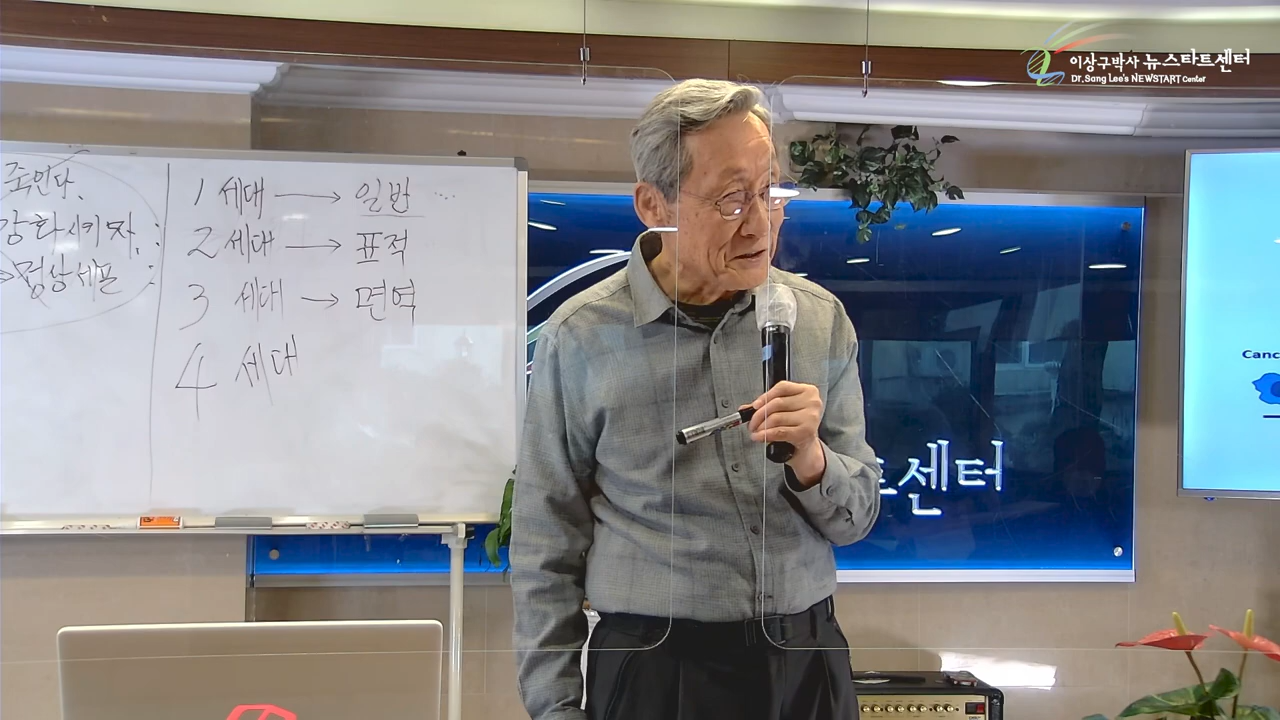 이상구박사 뉴스타트센터
Dr. Sang Lee's NEWSTART Center
죽인다.
강화시키자.
정상세포
1 세대 → 일반 ...
2 세대 → 표적
3 세대 → 면역
4 세대
센터
Canc